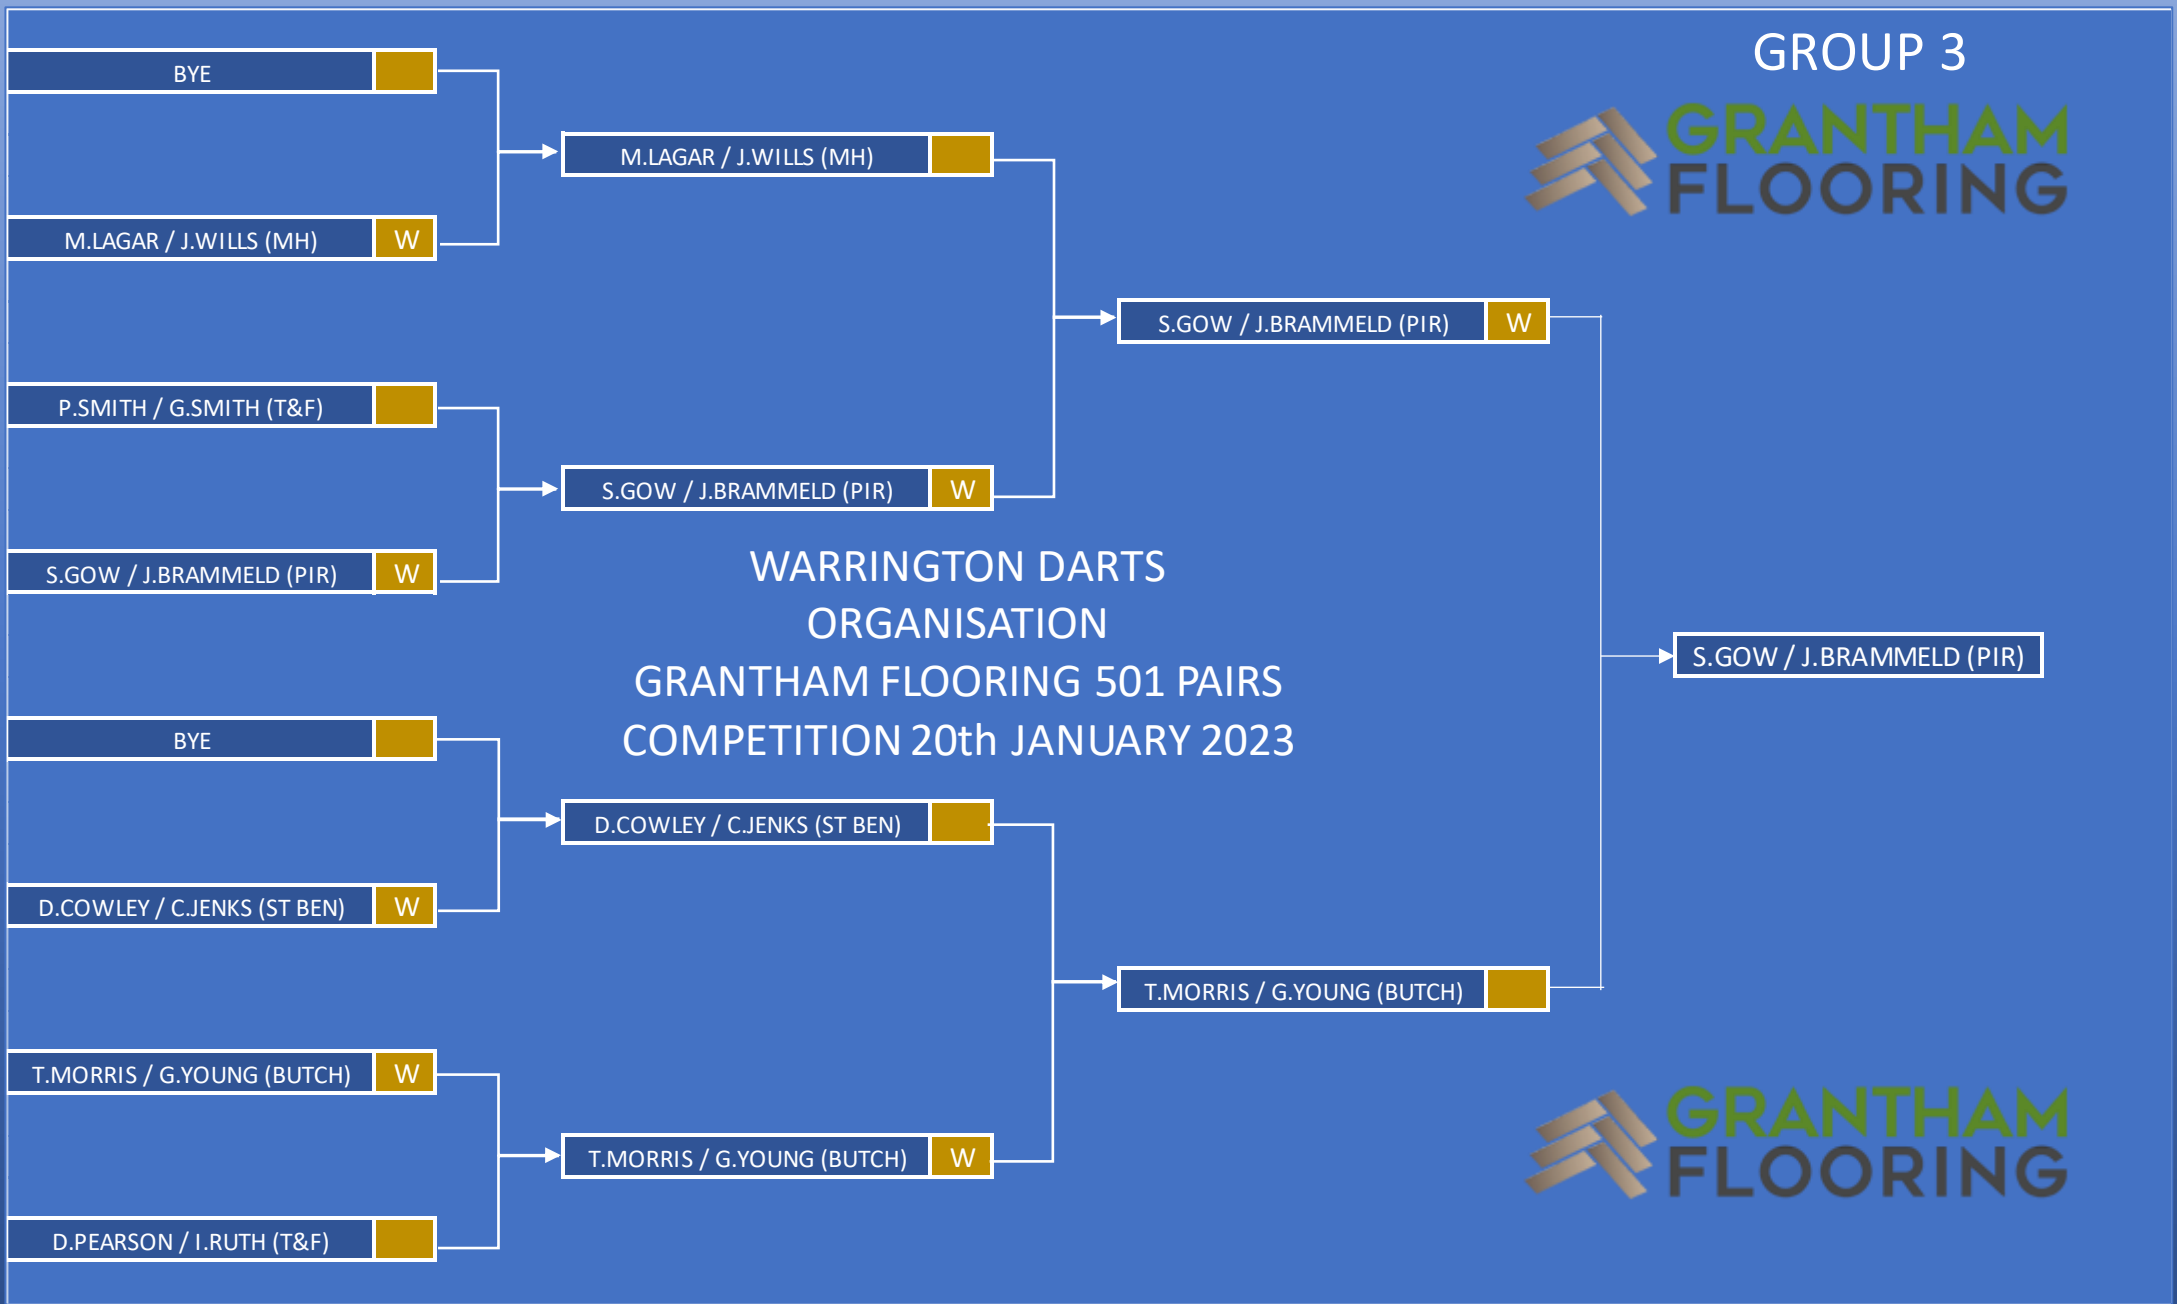 GROUP 3
GRANTHAM
FLOORING
BYE
M.LAGAR / J.WILLS (MH) W
P.SMITH / G.SMITH (T&F)
S.GOW / J.BRAMMELD (PIR) W
BYE
D.COWLEY / C.JENKS (ST BEN) W
T.MORRIS / G.YOUNG (BUTCH) W
D.PEARSON / I.RUTH (T&F)
M.LAGAR / J.WILLS (MH)
S.GOW / J.BRAMMELD (PIR) W
WARRINGTON DARTS
ORGANISATION
GRANTHAM FLOORING 501 PAIRS
COMPETITION 20th JANUARY 2023
D.COWLEY / C.JENKS (ST BEN)
T.MORRIS / G.YOUNG (BUTCH) W
S.GOW / J.BRAMMELD (PIR) W
T.MORRIS / G.YOUNG (BUTCH)
S.GOW / J.BRAMMELD (PIR)
GRANTHAM
FLOORING